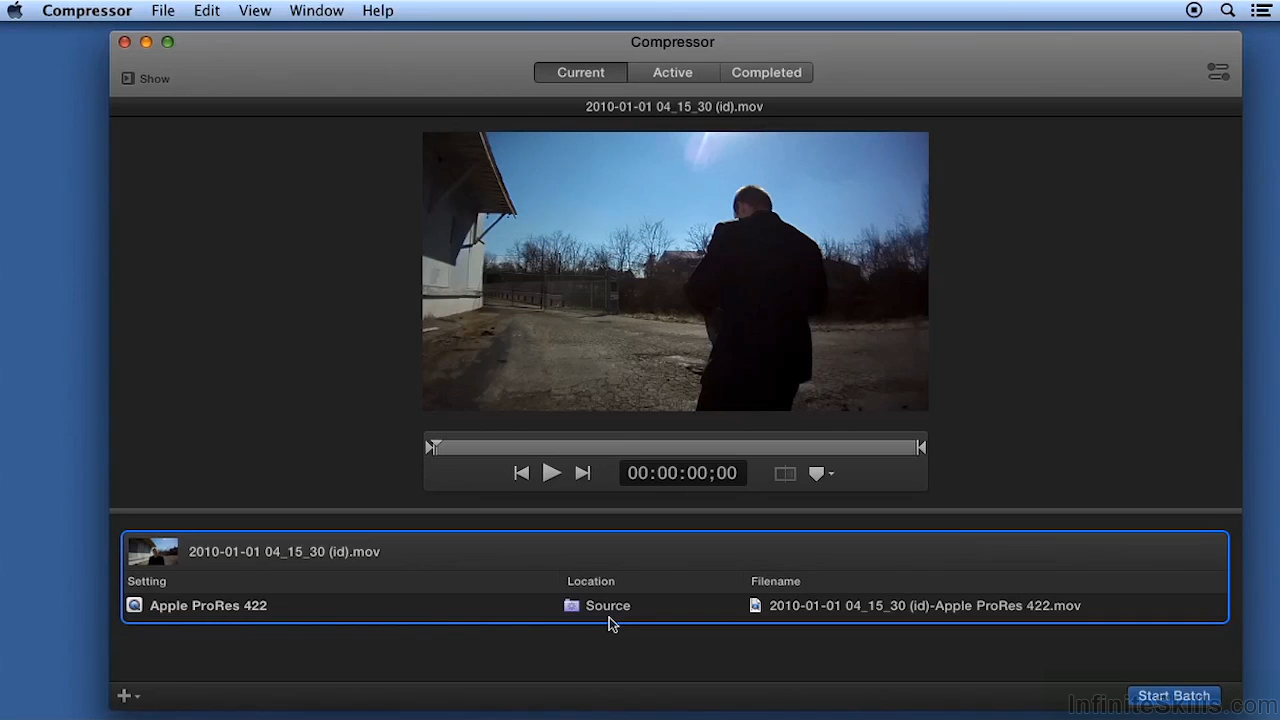 Compressor File Edit View Window Help
Compressor
Show
Current Active Completed
2010-01-01 04_15_30 (id).mov
00:00:00;00
2010-01-01 04_15_30 (id).mov
Setting Location Filename
Apple ProRes 422 Source 2010-01-01 04_15_30 (id)-Apple ProRes 422.mov
Start Batch
InfiniteSkills.com